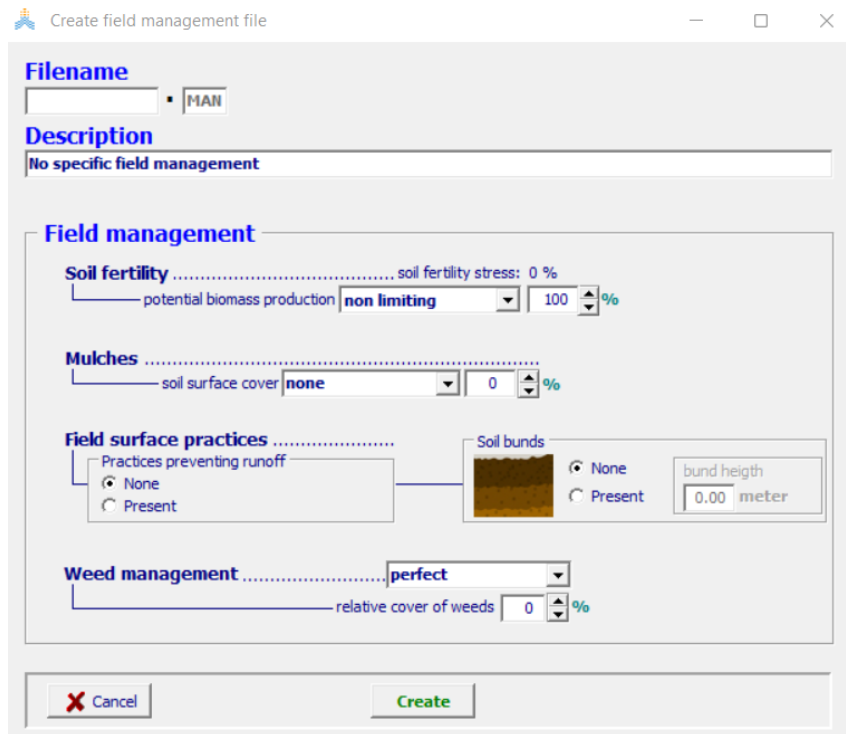 Create field management file
Filename
. MAN
Description
No specific field management
Field management
Soil fertility ........................................ soil fertility stress: 0 %
potential biomass production non limiting 100 %
Mulches ........................................................................
soil surface cover none 0 %
Field surface practices ......................
Practices preventing runoff
None
Present
Soil bunds
None
Present
bund heigth
0.00 meter
Weed management .......................... perfect
relative cover of weeds 0 %
Cancel
Create